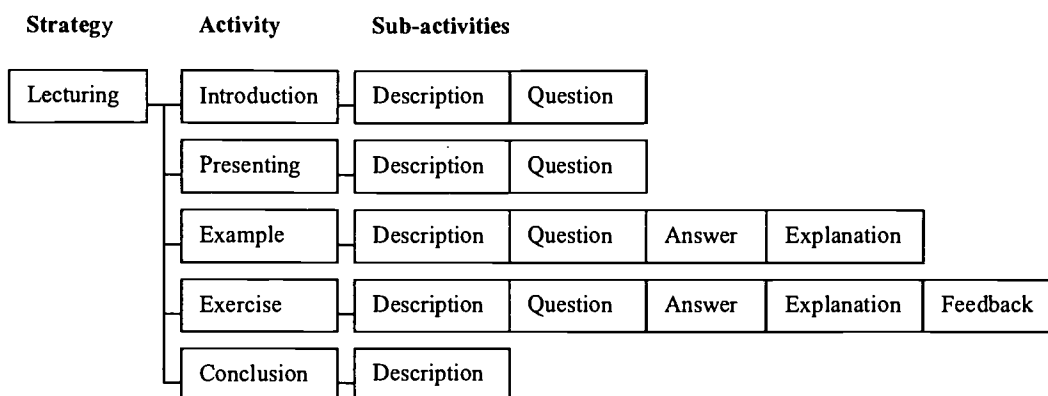 Strategy Activity Sub-activities
Lecturing Introduction Description Question
Presenting Description Question
Example Description Question Answer Explanation
Exercise Description Question Answer Explanation Feedback
Conclusion Description